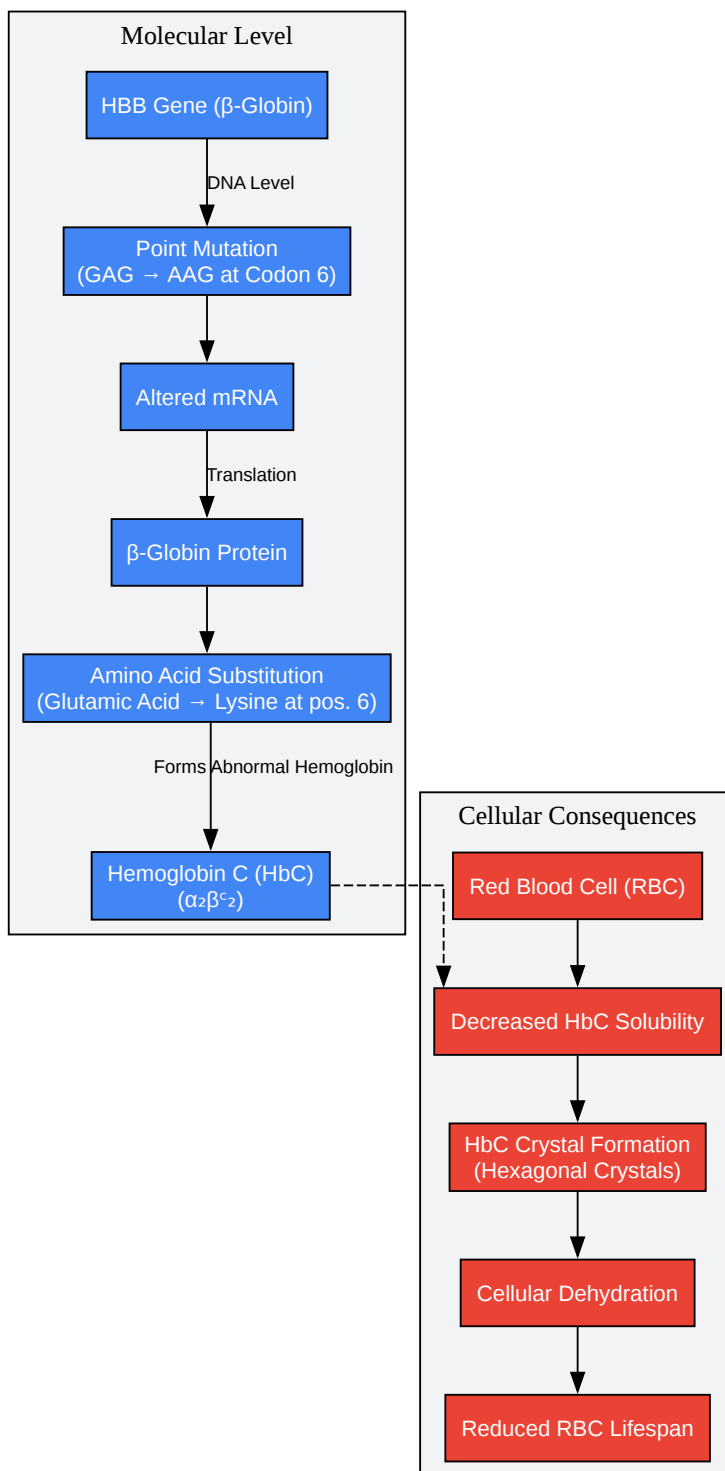 Molecular Level
HBB Gene (β-Globin)
DNA Level
Point Mutation
(GAG → AAG at Codon 6)
Altered mRNA
Translation
β-Globin Protein
Amino Acid Substitution
(Glutamic Acid → Lysine at pos. 6)
Forms Abnormal Hemoglobin
Hemoglobin C (HbC)
(α₂βᶜ₂)
Cellular Consequences
Red Blood Cell (RBC)
Decreased HbC Solubility
HbC Crystal Formation
(Hexagonal Crystals)
Cellular Dehydration
Reduced RBC Lifespan